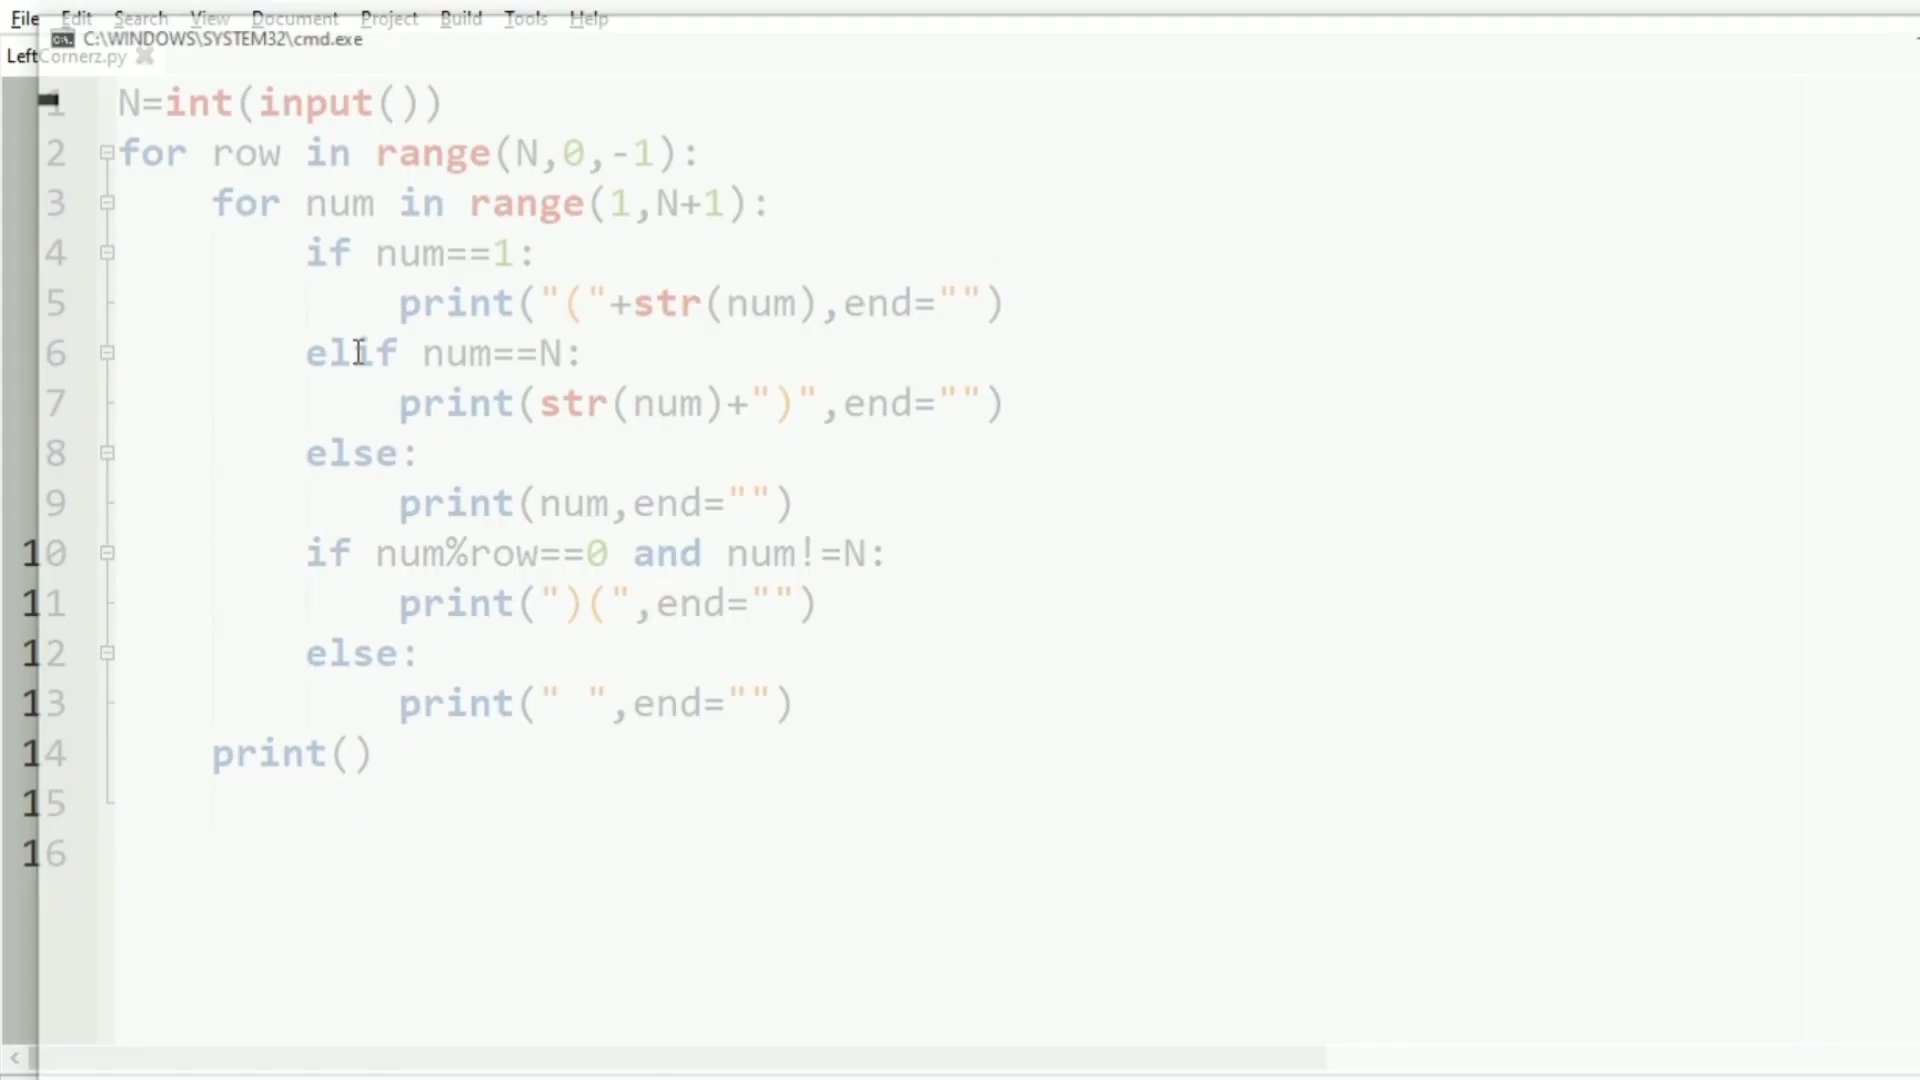 File Edit Search View Document Project Build Tools Help
C:\WINDOWS\SYSTEM32\cmd.exe
LeftCornerz.py
1 N=int(input())
2 for row in range(N,0,-1):
3     for num in range(1,N+1):
4         if num==1:
5             print("("+str(num),end="")
6         elif num==N:
7             print(str(num)+")",end="")
8         else:
9             print(num,end="")
10         if num%row==0 and num!=N:
11             print(")(",end="")
12         else:
13             print(" ",end="")
14     print()
15
16